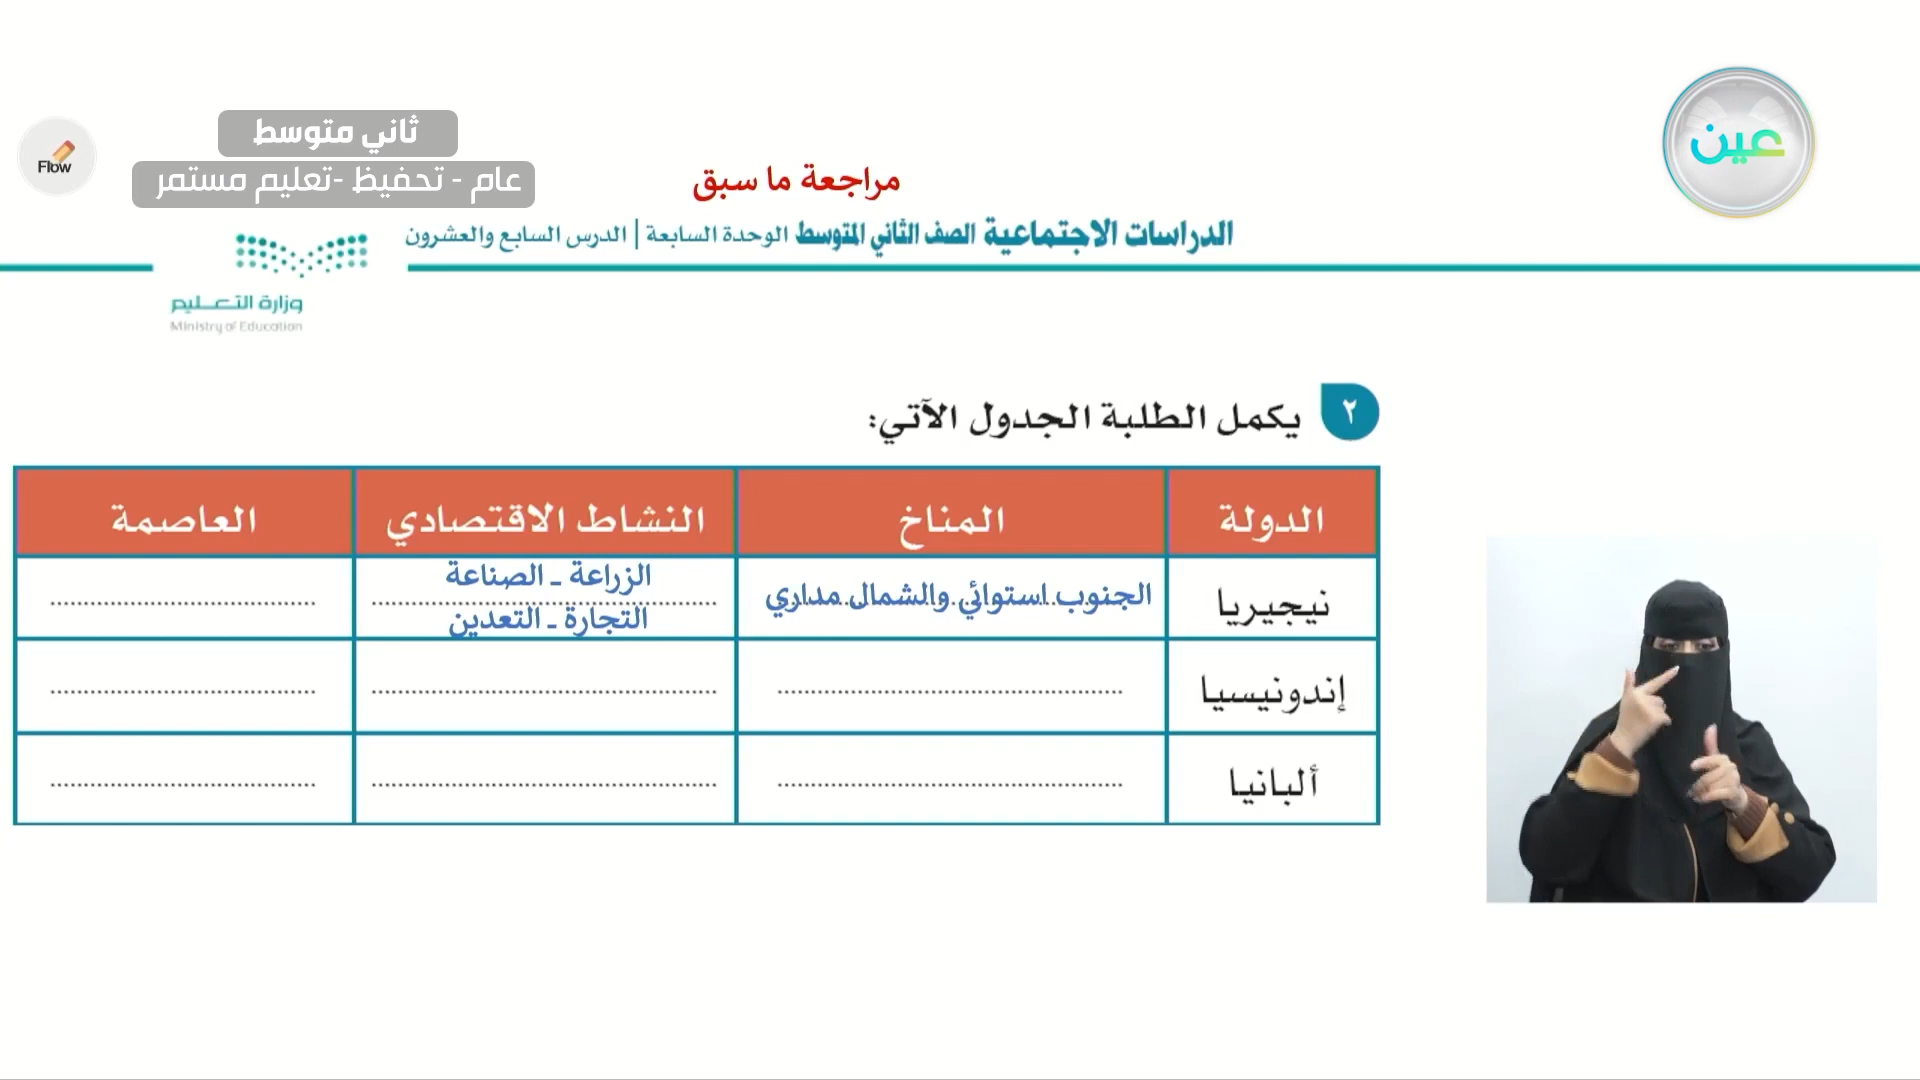 عين
ثاني متوسط
عام - تحفيظ -تعليم مستمر
Flow
مراجعة ما سبق
الدراسات الاجتماعية الصف الثاني المتوسط الوحدة السابعة | الدرس السابع والعشرون
وزارة التعليم
Ministry of Education
٢ يكمل الطلبة الجدول الآتي:
الدولة المناخ النشاط الاقتصادي العاصمة
نيجيريا الجنوب استوائي والشمال مداري الزراعة - الصناعة
التجارة - التعدين
إندونيسيا
ألبانيا